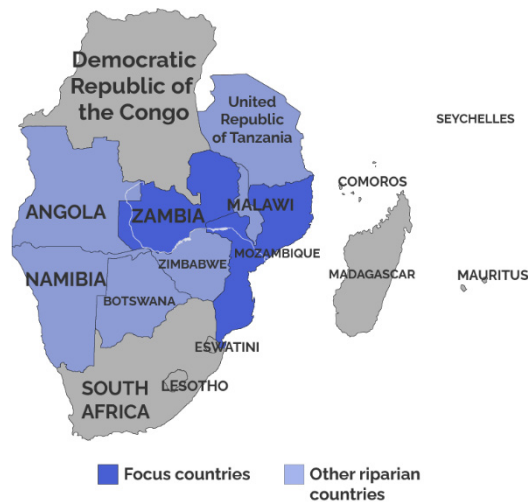 Democratic
Republic of
the Congo
United
Republic
of Tanzania
SEYCHELLES
COMOROS
ANGOLA
ZAMBIA
MALAWI
MOZAMBIQUE
ZIMBABWE
NAMIBIA
MADAGASCAR
MAURITUS
BOTSWANA
ESWATINI
LESOTHO
SOUTH
AFRICA
Focus countries
Other riparian
countries